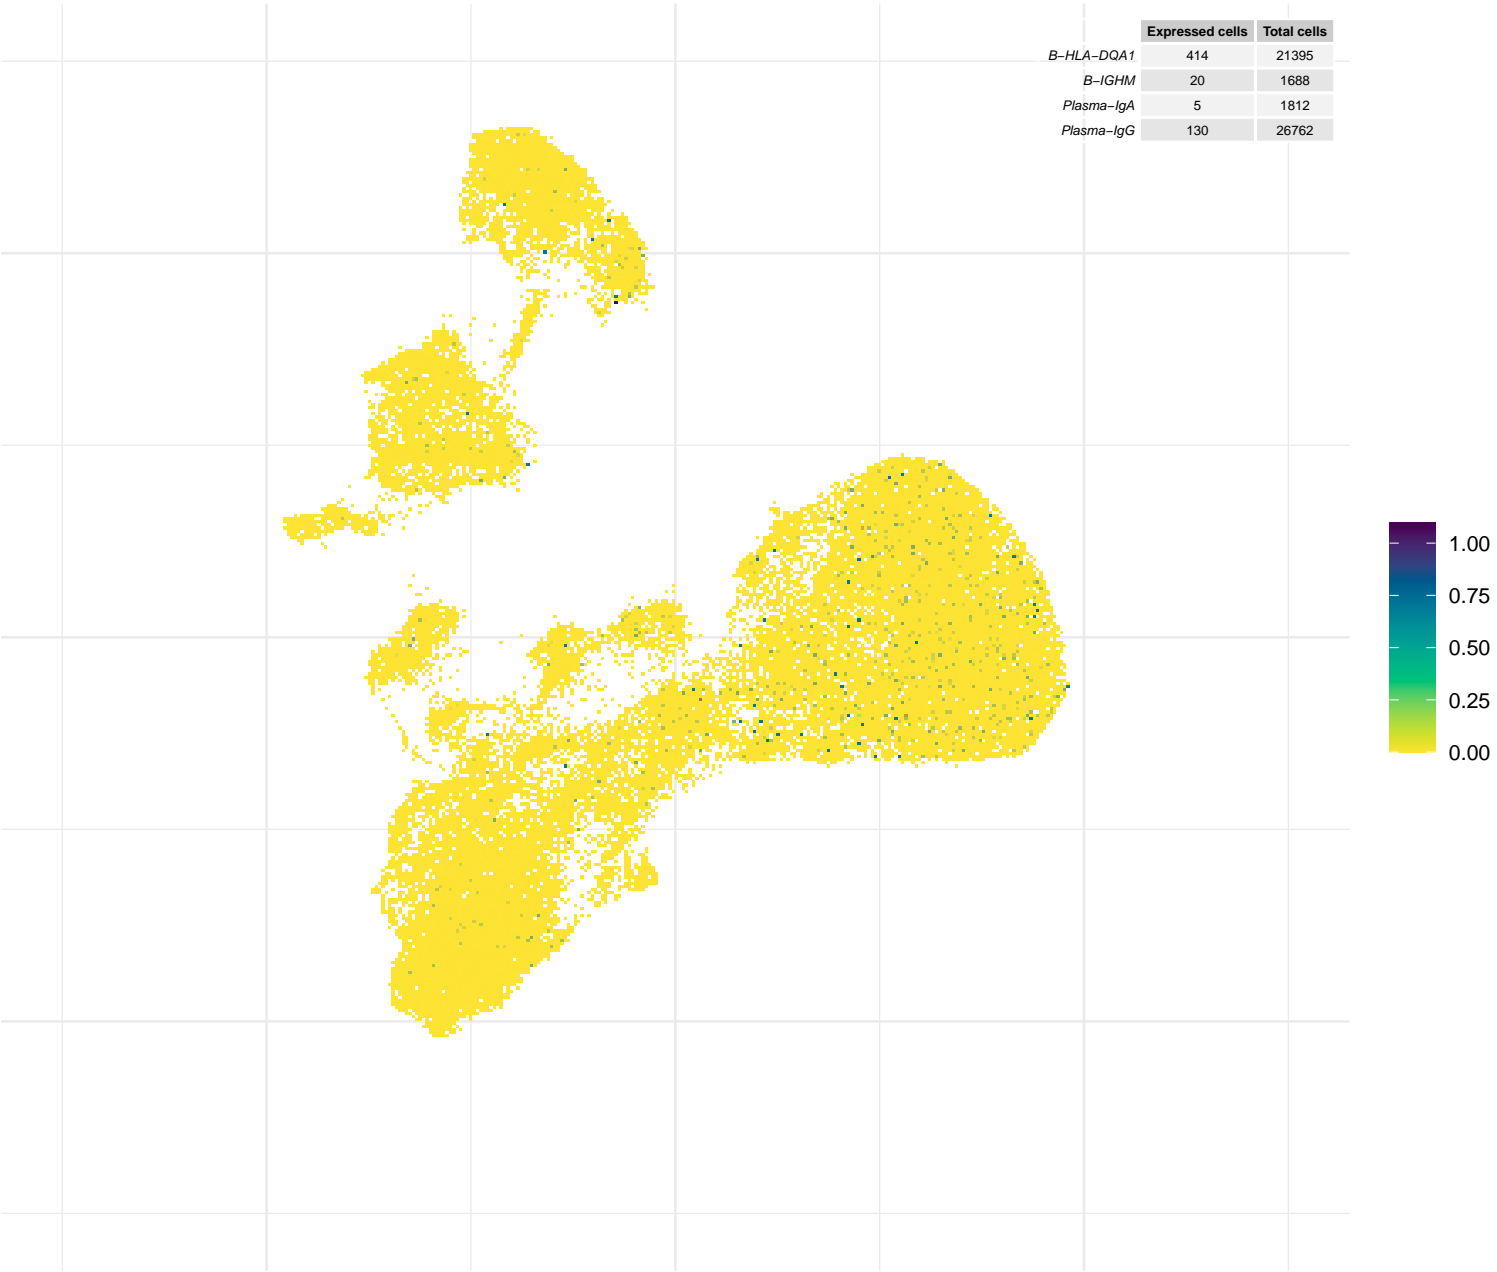 Expressed cells Total cells
B−HLA−DQA1 414 21395
B−IGHM 20 1688
Plasma−IgA 5 1812
Plasma−IgG 130 26762
1.00
0.75
0.50
0.25
0.00